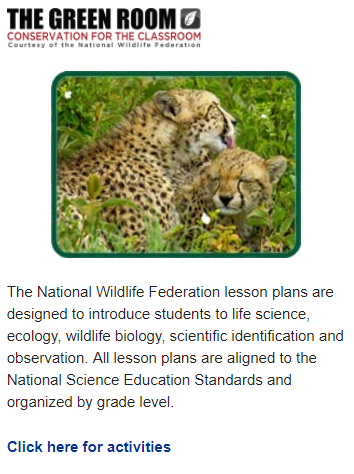 THE GREEN ROOM
CONSERVATION FOR THE CLASSROOM
Courtesy of the National Wildlife Federation
The National Wildlife Federation lesson plans are
designed to introduce students to life science,
ecology, wildlife biology, scientific identification and
observation. All lesson plans are aligned to the
National Science Education Standards and
organized by grade level.
Click here for activities